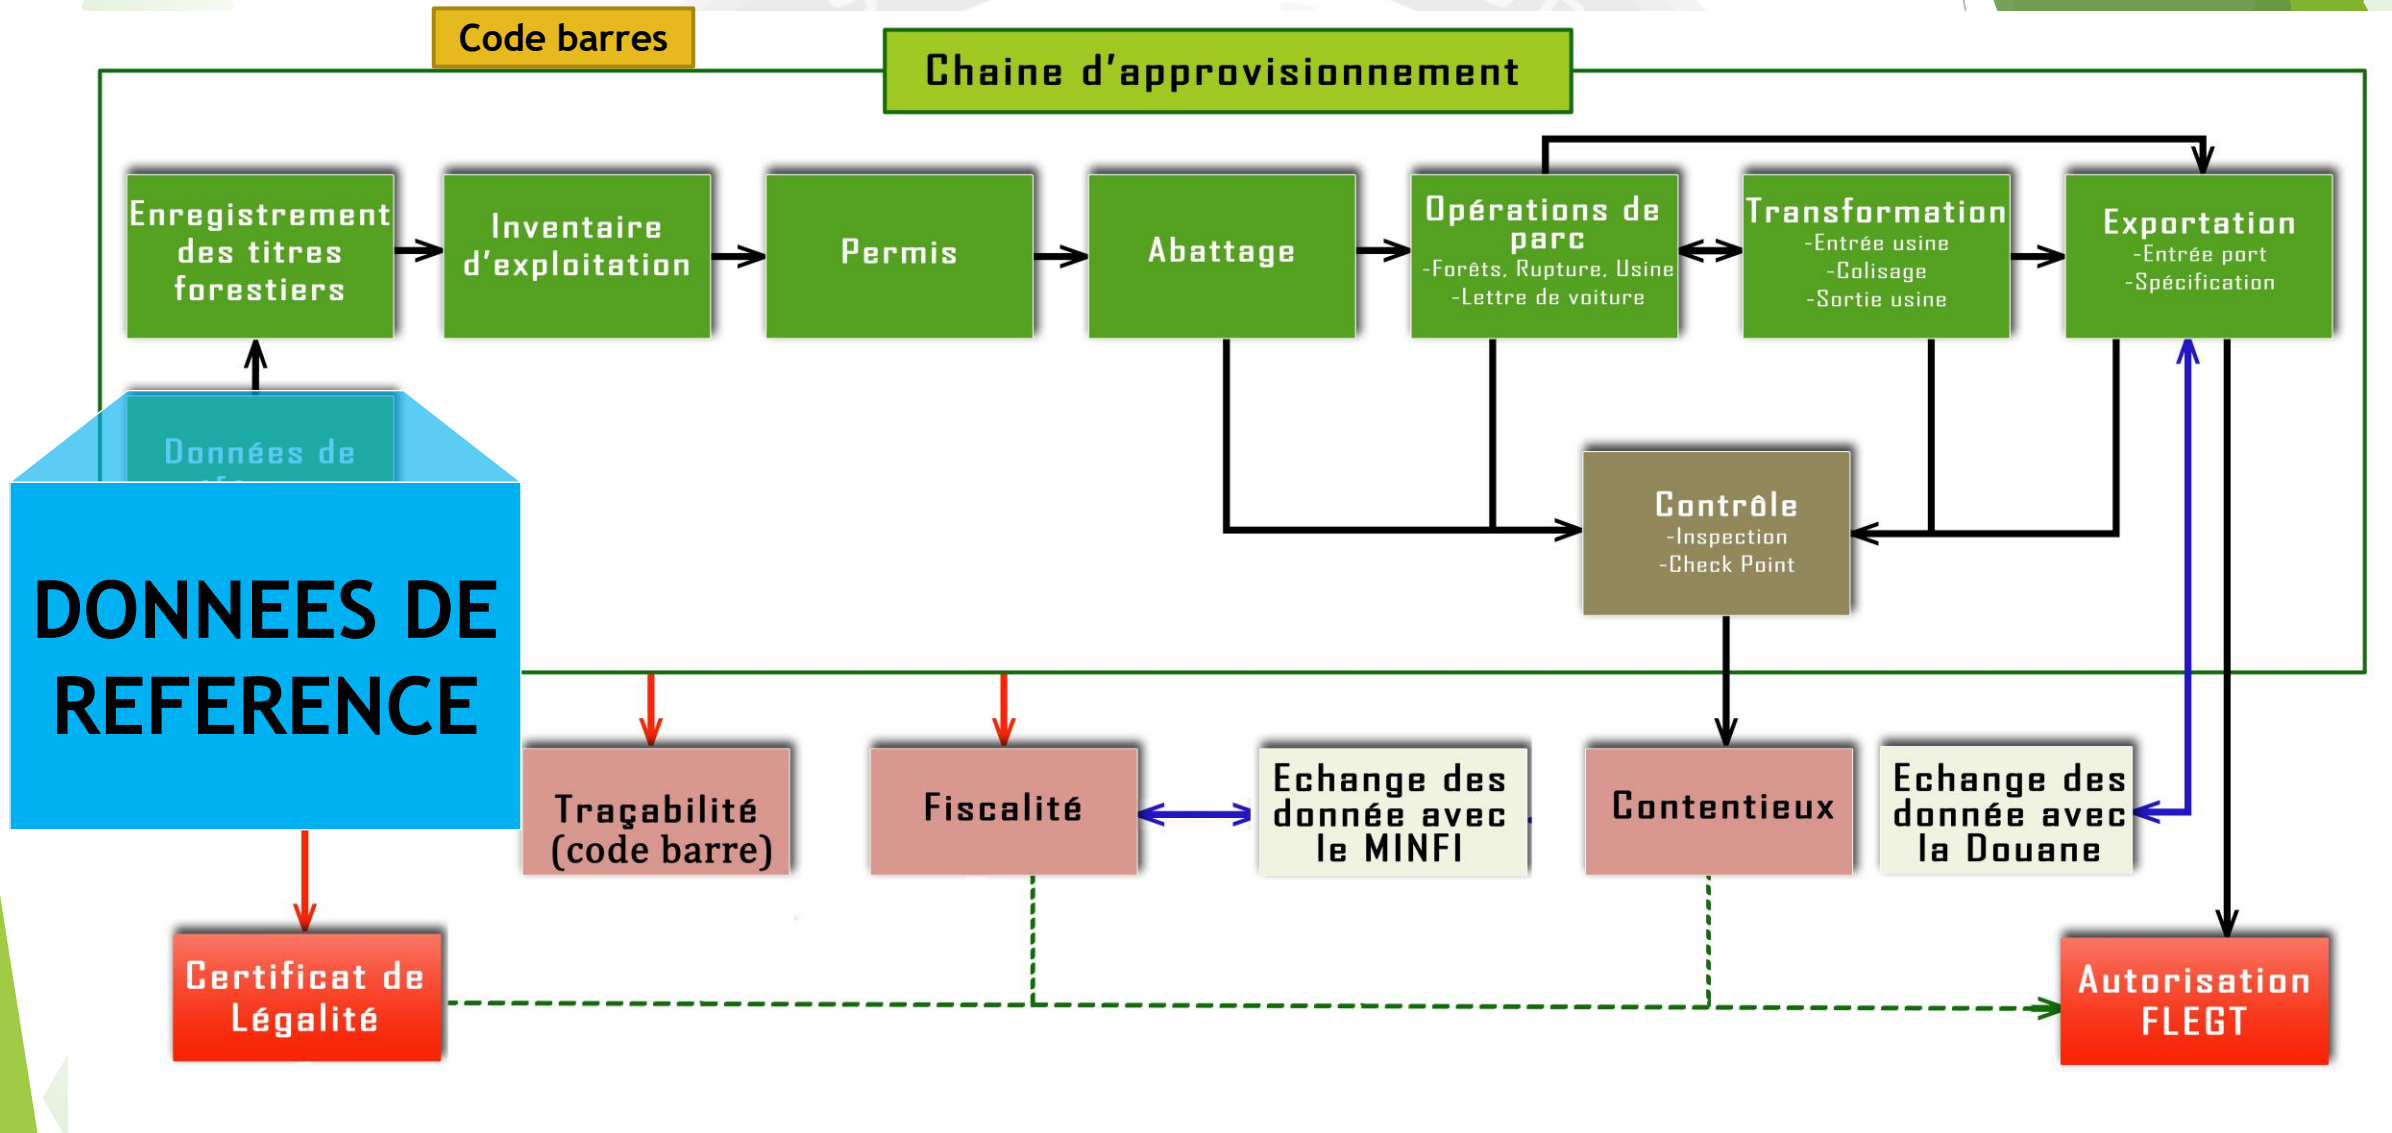 Code barres
Chaine d'approvisionnement
Enregistrement
des titres
forestiers
Inventaire
d'exploitation
Permis
Abattage
Opérations de
parc
-Forêts, Rupture, Usine
-Lettre de voiture
Transformation
-Entrée usine
-Colisage
-Sortie usine
Exportation
-Entrée port
-Spécification
Données de
Contrôle
-Inspection
-Check Point
DONNEES DE
REFERENCE
Traçabilité
(code barre)
Fiscalité
Echange des
donnée avec
le MINFI
Contentieux
Echange des
donnée avec
la Douane
Certificat de
Légalité
Autorisation
FLEGT